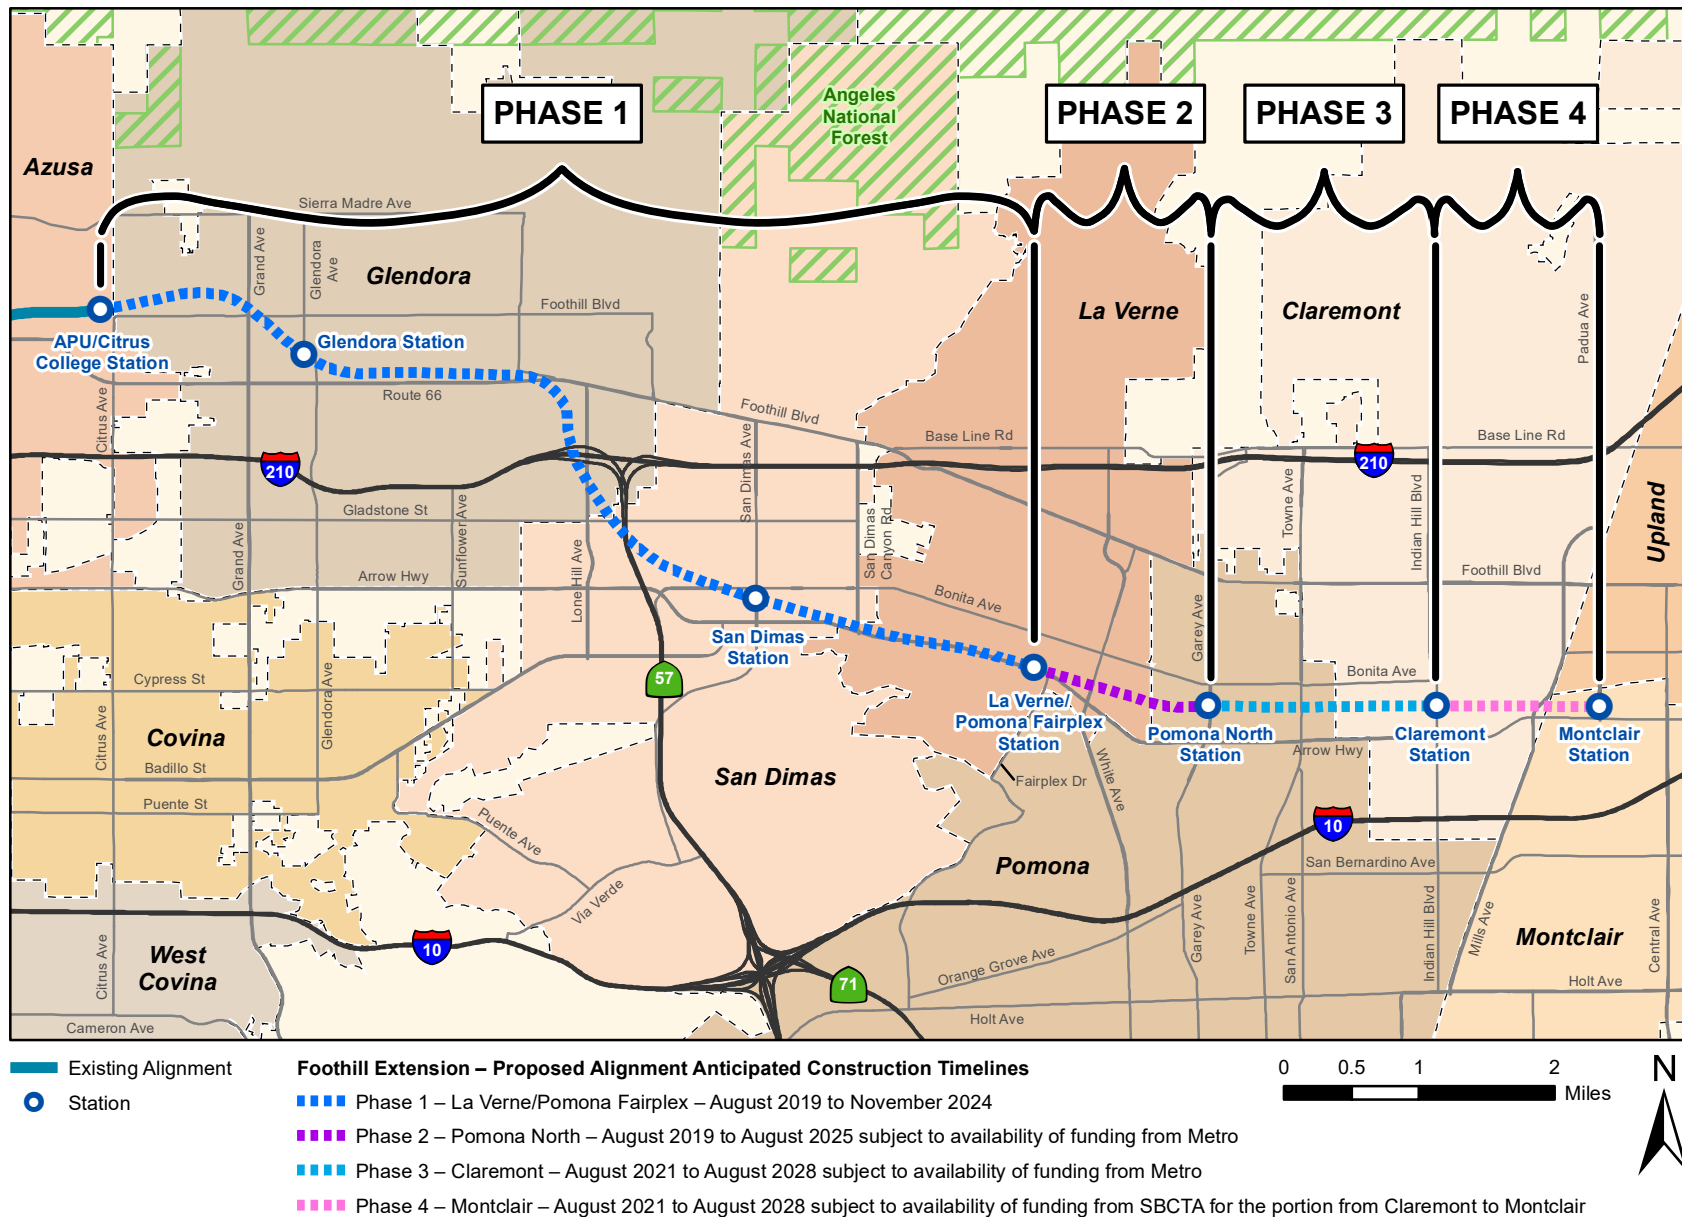 PHASE 1
PHASE 2
PHASE 3
PHASE 4
Angeles
National
Forest
Azusa
Sierra Madre Ave
Grand Ave
Glendora
Ave
Glendora
Foothill Blvd
La Verne
Claremont
Padua Ave
APU/Citrus
College Station
Glendora Station
Route 66
Citrus Ave
Foothill Blvd
San Dimas Ave
Base Line Rd
Base Line Rd
210
210
Towne Ave
Indian Hill Blvd
Upland
Gladstone St
Grand Ave
Sunflower Ave
Lone Hill Ave
San Dimas
Canyon Rd
Arrow Hwy
Foothill Blvd
Bonita Ave
Garey Ave
San Dimas
Station
Bonita Ave
Cypress St
57
Glendora Ave
Citrus Ave
La Verne/
Pomona Fairplex
Station
Pomona North
Station
Claremont
Station
Montclair
Station
Covina
Badillo St
San Dimas
Arrow Hwy
Fairplex Dr
White Ave
Puente St
Puente Ave
10
San Bernardino Ave
Pomona
Via Verde
Garey Ave
Towne Ave
San Antonio Ave
Indian Hill Blvd
Mills Ave
Montclair
Central Ave
West
Covina
Citrus Ave
10
Orange Grove Ave
71
Holt Ave
Holt Ave
Cameron Ave
Existing Alignment
Station
Foothill Extension – Proposed Alignment Anticipated Construction Timelines
Phase 1 – La Verne/Pomona Fairplex – August 2019 to November 2024
Phase 2 – Pomona North – August 2019 to August 2025 subject to availability of funding from Metro
Phase 3 – Claremont – August 2021 to August 2028 subject to availability of funding from Metro
Phase 4 – Montclair – August 2021 to August 2028 subject to availability of funding from SBCTA for the portion from Claremont to Montclair
0 0.5 1 2
Miles
N